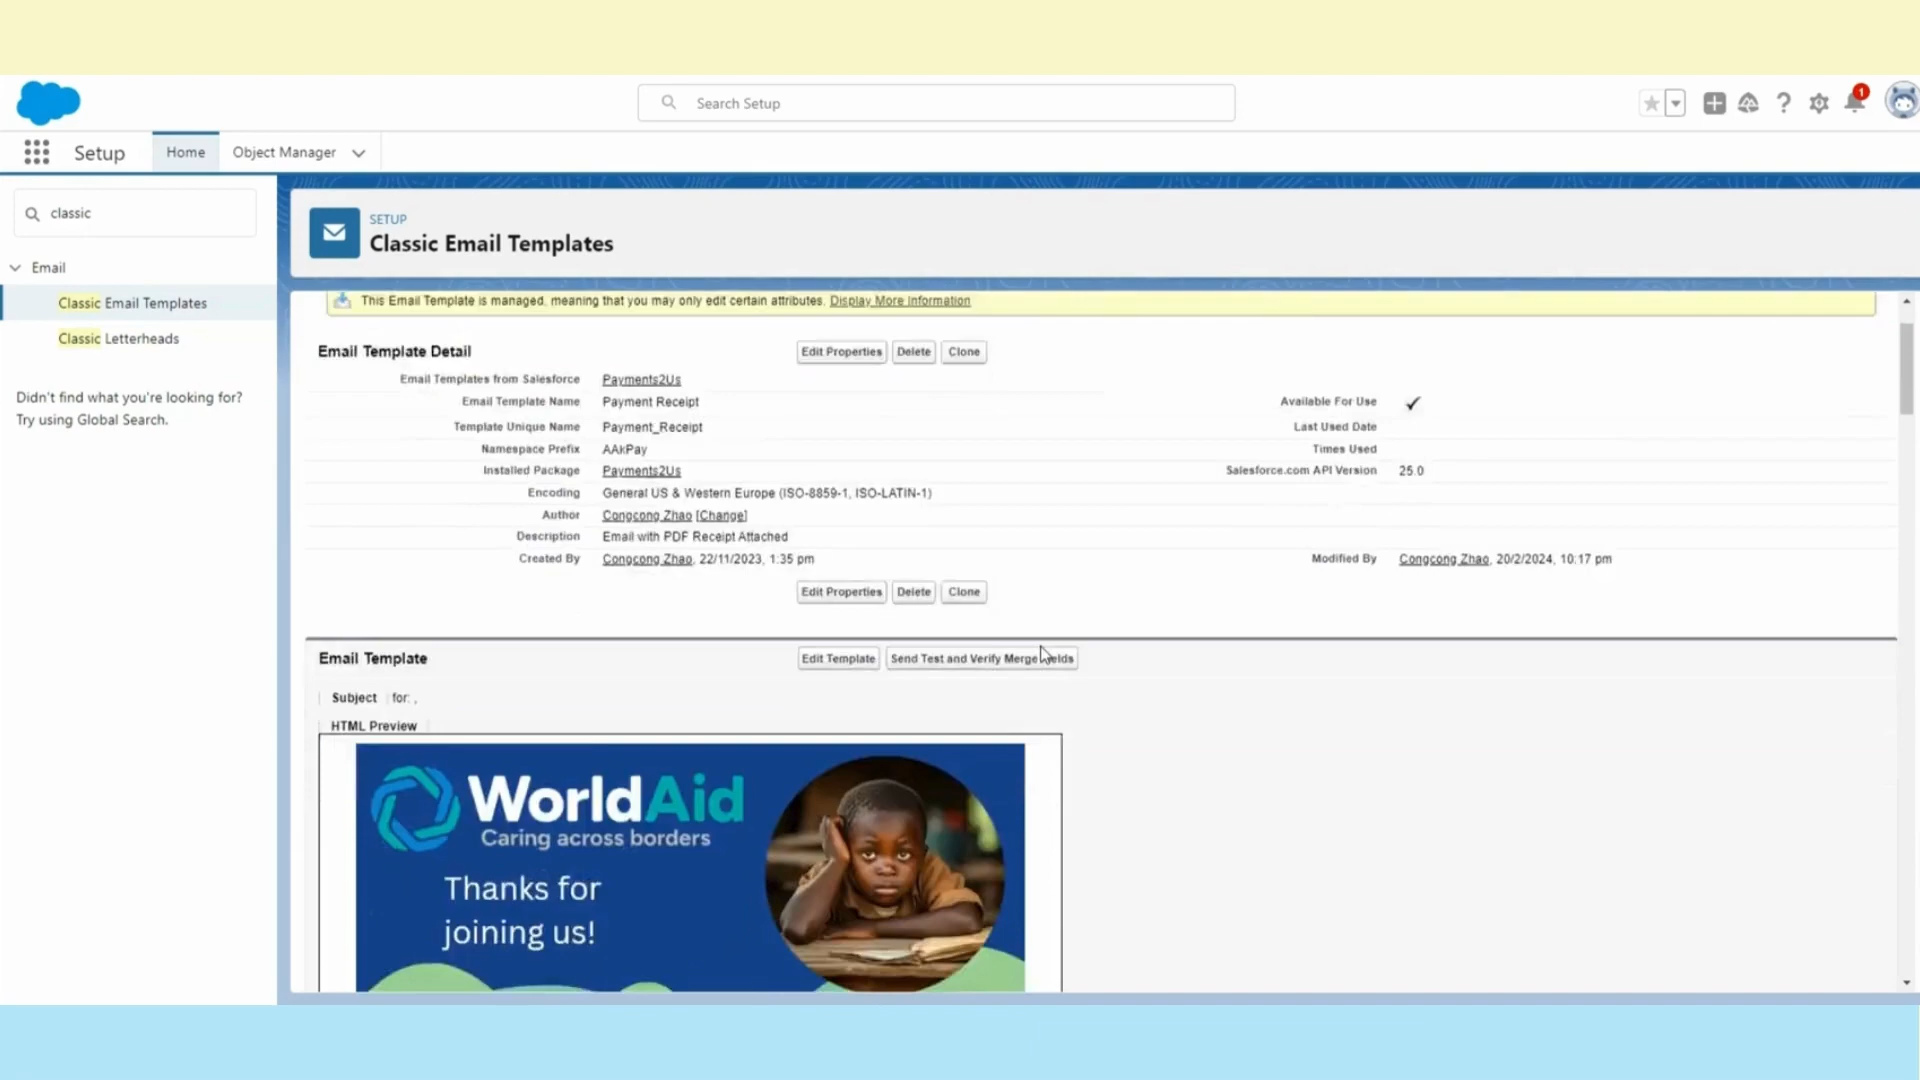 Search Setup
1
Setup
Home
Object Manager
classic
Email
Classic Email Templates
Classic Letterheads
Didn't find what you're looking for?
Try using Global Search.
SETUP
Classic Email Templates
This Email Template is managed, meaning that you may only edit certain attributes. Display More Information
Email Template Detail
Edit Properties Delete Clone
Email Templates from Salesforce Payments2Us
Email Template Name Payment Receipt Available For Use
Template Unique Name Payment_Receipt Last Used Date
Namespace Prefix AAkPay Times Used
Installed Package Payments2Us Salesforce.com API Version 25.0
Encoding General US & Western Europe (ISO-8859-1, ISO-LATIN-1)
Author Congcong Zhao [Change]
Description Email with PDF Receipt Attached
Created By Congcong Zhao, 22/11/2023, 1:35 pm Modified By Congcong Zhao, 20/2/2024, 10:17 pm
Edit Properties Delete Clone
Email Template Edit Template Send Test and Verify Merge Fields
Subject for: ,
HTML Preview
WorldAid
Caring across borders
Thanks for
joining us!